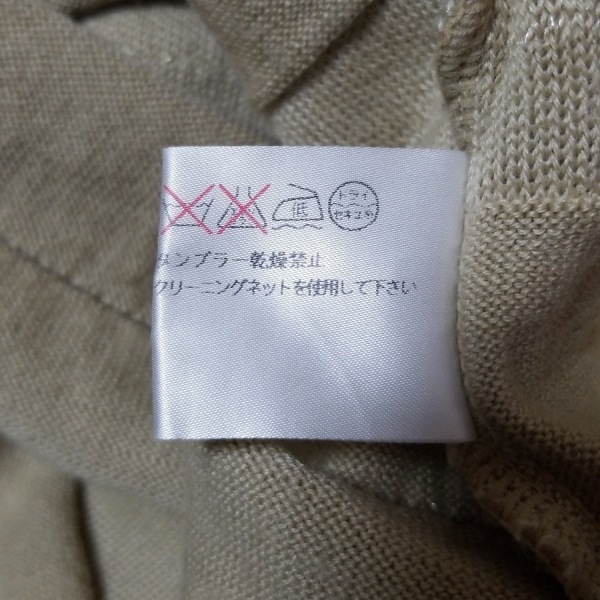 低 ドライ
セキユ系
タンブラー乾燥禁止
クリーニングネットを使用して下さい